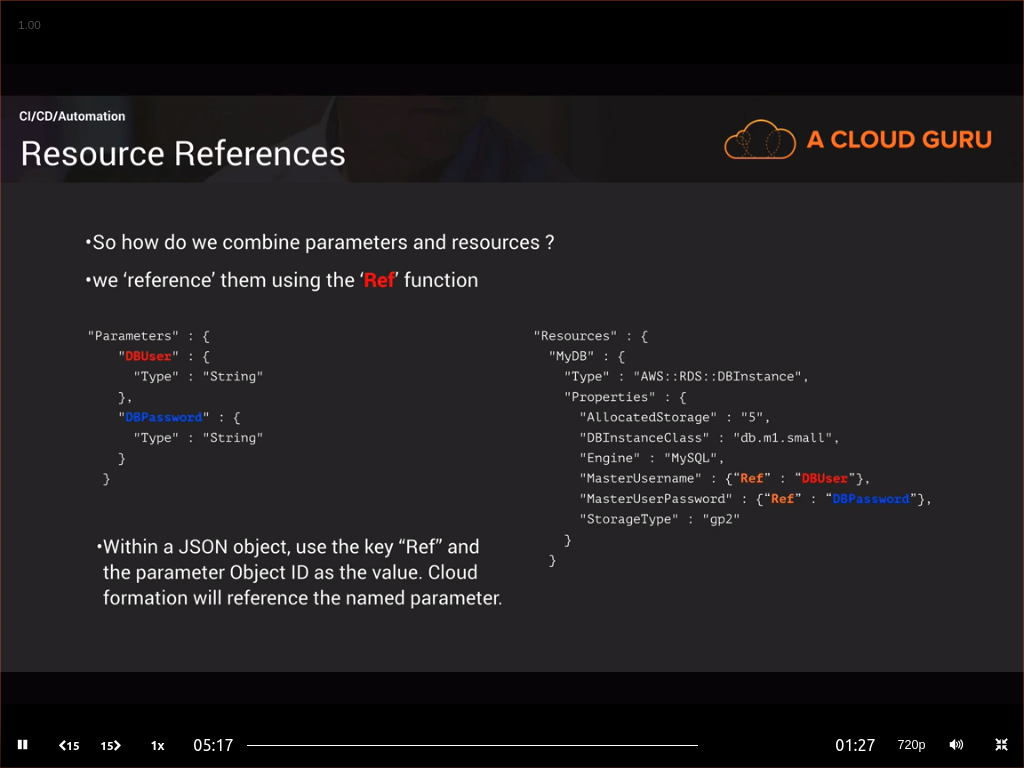 1.00
CI/CD/Automation
Resource References
A CLOUD GURU
•So how do we combine parameters and resources ?
•we ‘reference’ them using the ‘Ref’ function
"Parameters" : {
"DBUser" : {
"Type" : "String"
},
"DBPassword" : {
"Type" : "String"
}
}
"Resources" : {
"MyDB" : {
"Type" : "AWS::RDS::DBInstance",
"Properties" : {
"AllocatedStorage" : "5",
"DBInstanceClass" : "db.m1.small",
"Engine" : "MySQL",
"MasterUsername" : {“Ref” : “DBUser”},
"MasterUserPassword" : {“Ref” : “DBPassword”},
"StorageType" : "gp2"
}
}
•Within a JSON object, use the key “Ref” and
the parameter Object ID as the value. Cloud
formation will reference the named parameter.
15 15 1x 05:17 01:27 720p